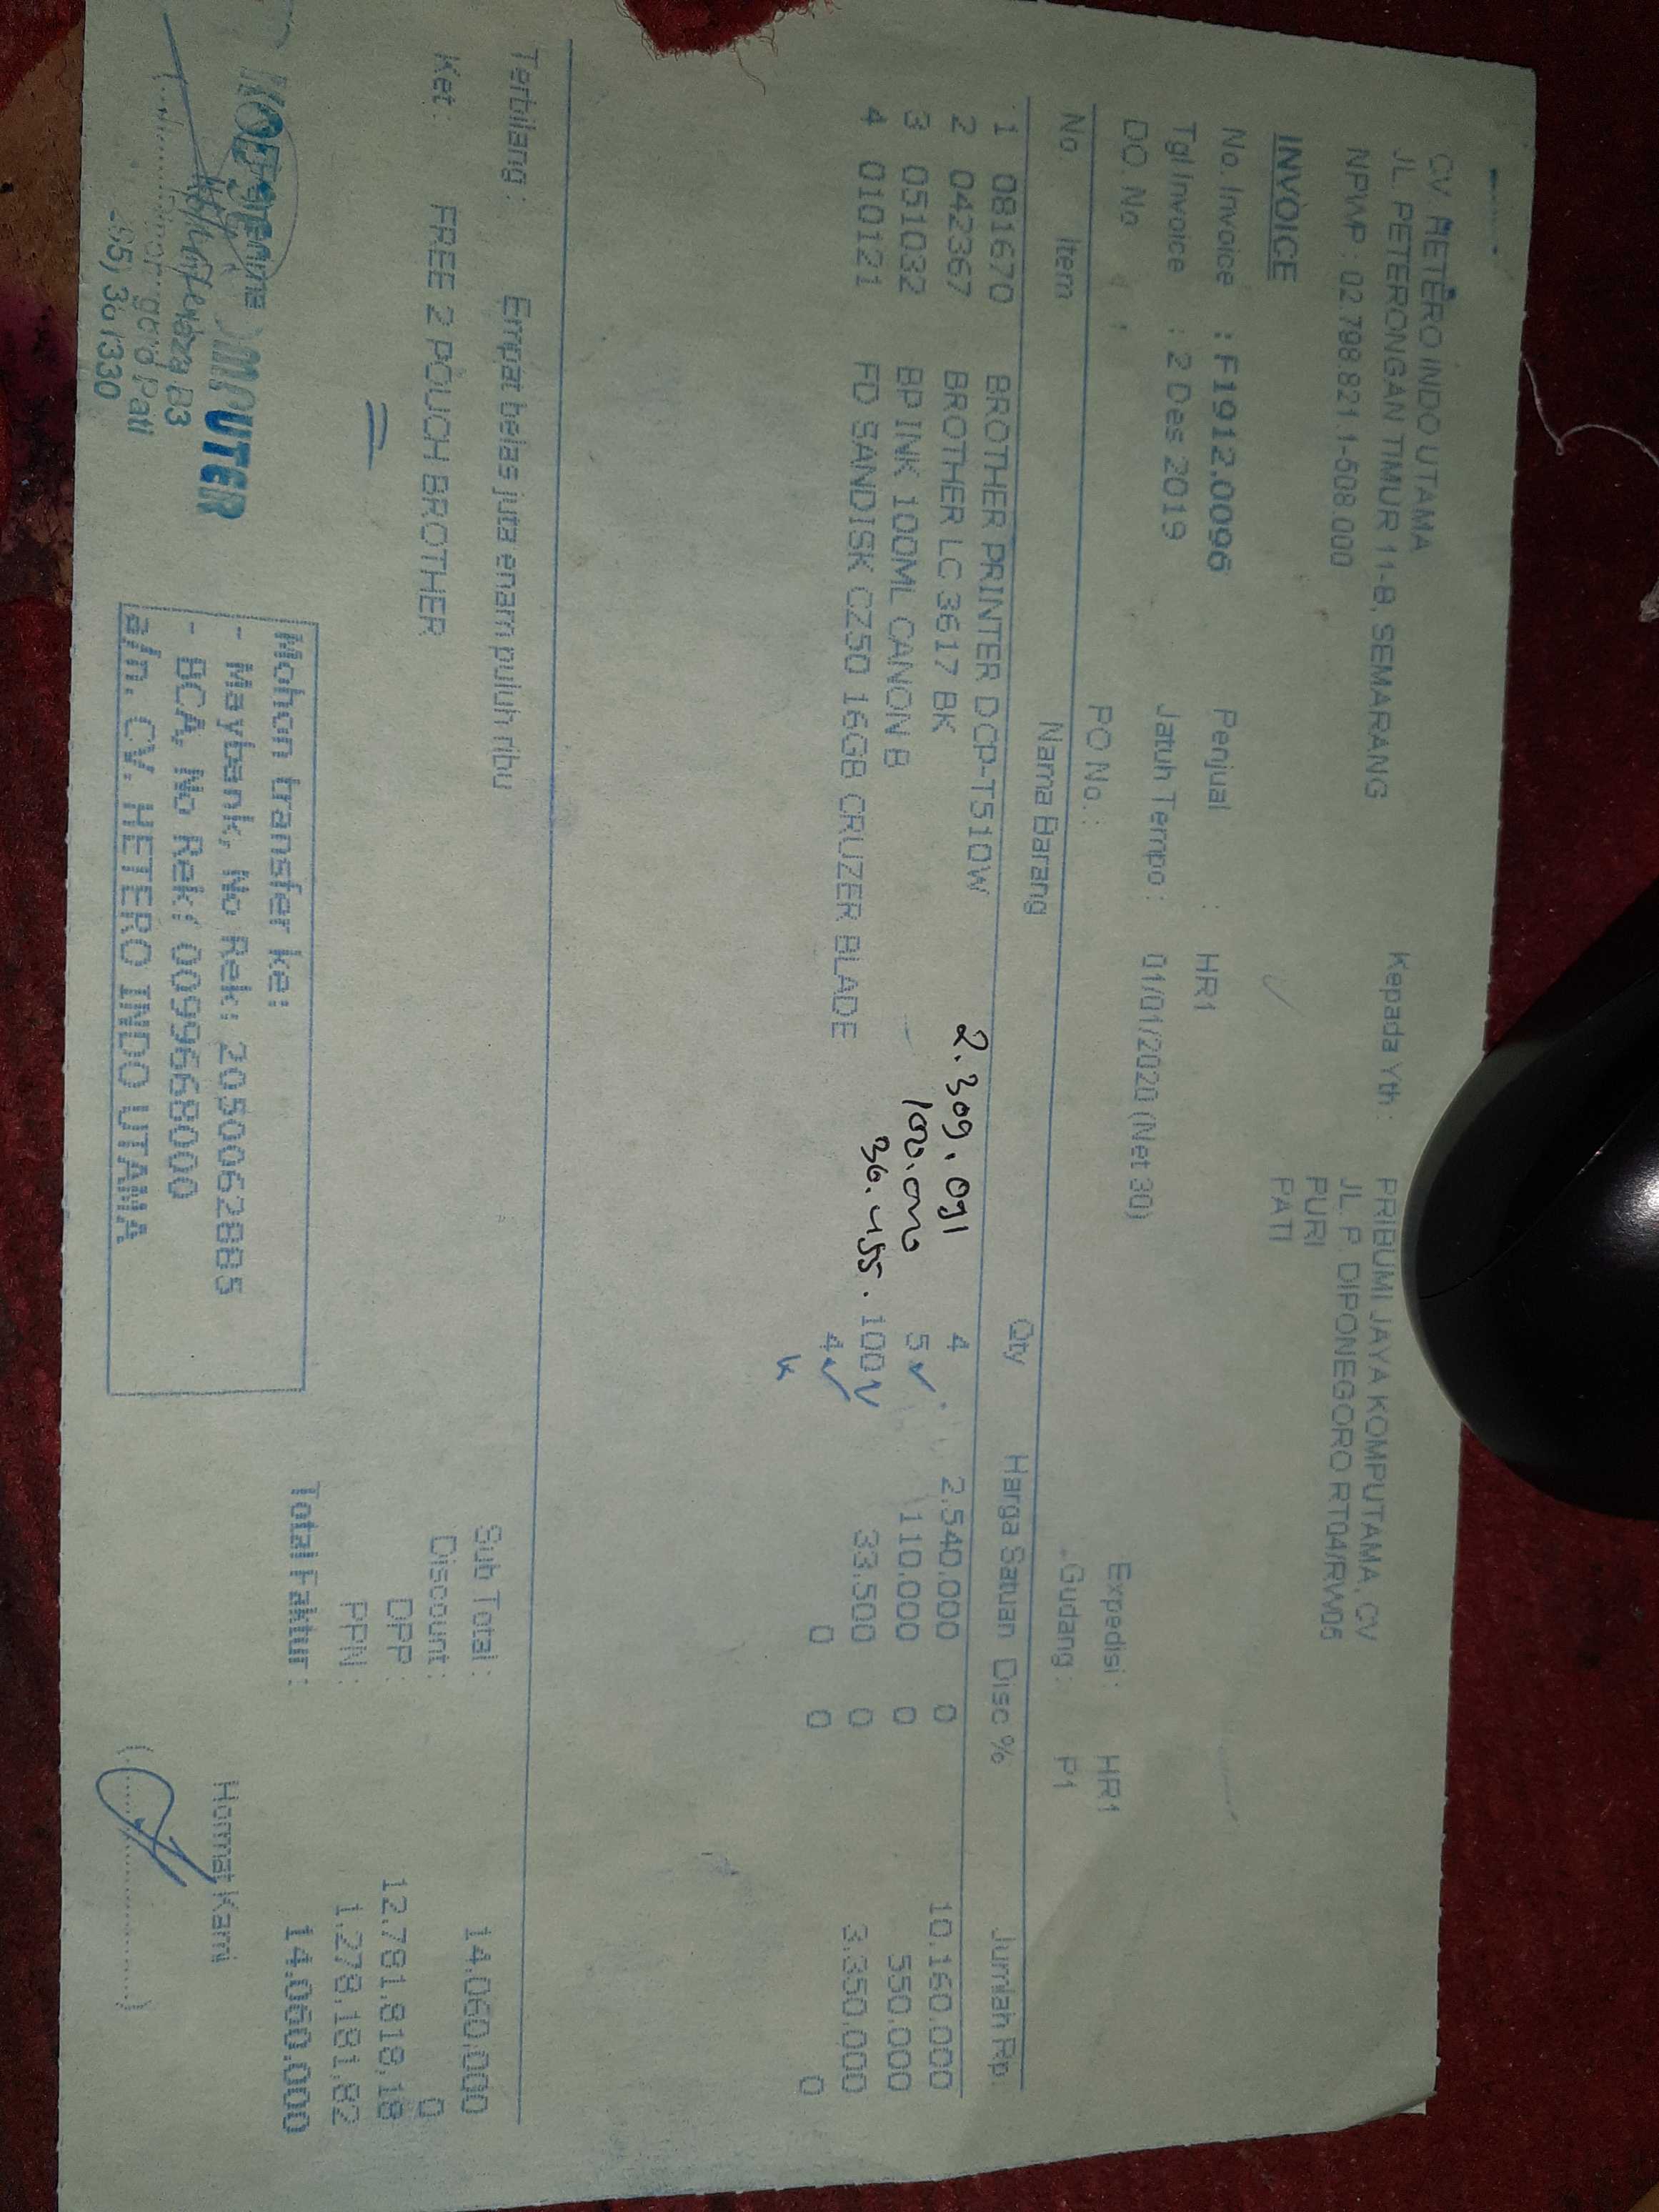 CV. HETERO INDO UTAMA
JL. PETERONGAN TIMUR 11-B, SEMARANG
NPWP : 02.798.821.1-508.000
Kepada Yth : PRIBUMI JAYA KOMPUTAMA, CV
JL. P. DIPONEGORO RT04/RW06
PURI
PATI
INVOICE
No. Invoice : F1912.0096 Penjual : HR1
Tgl Invoice : 2 Des 2019 Jatuh Tempo : 01/01/2020 (Net 30) Expedisi : HR1
DO. No : PO No. : Gudang : P1
No. Item Nama Barang Qty Harga Satuan Disc % Jumlah Rp.
1 081670 BROTHER PRINTER DCP-T510W 2.309.091 4 2.540.000 0 10.160.000
2 042367 BROTHER LC 3617 BK 100.000 5 110.000 0 550.000
3 051032 BP INK 100ML CANON B 100 33.500 0 3.350.000
4 010121 FD SANDISK CZ50 16GB CRUZER BLADE 4 0 0 0
Terbilang : Empat belas juta enam puluh ribu
Ket : FREE 2 POUCH BROTHER
Sub Total : 14.060.000
Discount : 0
DPP : 12.781.818,18
PPN : 1.278.181,82
Total Faktur : 14.060.000
Mohon transfer ke:
- Maybank, No Rek: 2050062885
- BCA, No Rek: 0099668000
a/n. CV. HETERO INDO UTAMA
Hormat Kami
Pati